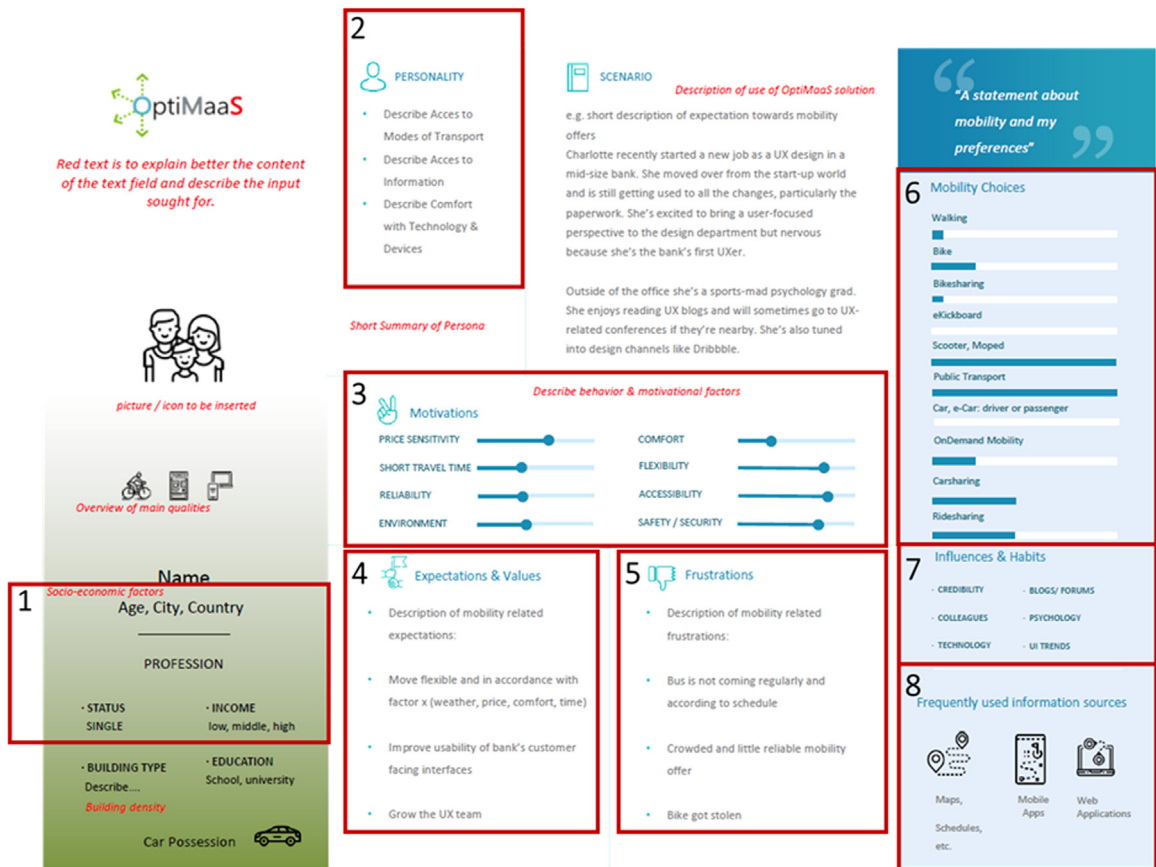 OptiMaaS
Red text is to explain better the content
of the text field and describe the input
sought for.
picture / icon to be inserted
Overview of main qualities
Name
1
Socio-economic factors
Age, City, Country
PROFESSION
· STATUS
SINGLE
· INCOME
low, middle, high
· BUILDING TYPE
Describe....
Building density
· EDUCATION
School, university
Car Possession
2
PERSONALITY
• Describe Acces to
Modes of Transport
• Describe Acces to
Information
• Describe Comfort
with Technology &
Devices
Short Summary of Persona
SCENARIO
Description of use of OptiMaaS solution
e.g. short description of expectation towards mobility
offers
Charlotte recently started a new job as a UX design in a
mid-size bank. She moved over from the start-up world
and is still getting used to all the changes, particularly the
paperwork. She's excited to bring a user-focused
perspective to the design department but nervous
because she's the bank's first UXer.
Outside of the office she's a sports-mad psychology grad.
She enjoys reading UX blogs and will sometimes go to UX-
related conferences if they're nearby. She's also tuned
into design channels like Dribbble.
3
Describe behavior & motivational factors
Motivations
PRICE SENSITIVITY
SHORT TRAVEL TIME
RELIABILITY
ENVIRONMENT
COMFORT
FLEXIBILITY
ACCESSIBILITY
SAFETY / SECURITY
4
Expectations & Values
• Description of mobility related
expectations:
• Move flexible and in accordance with
factor x (weather, price, comfort, time)
• Improve usability of bank's customer
facing interfaces
• Grow the UX team
5
Frustrations
• Description of mobility related
frustrations:
• Bus is not coming regularly and
according to schedule
• Crowded and little reliable mobility
offer
• Bike got stolen
"A statement about
mobility and my
preferences"
6
Mobility Choices
Walking
Bike
Bikesharing
eKickboard
Scooter, Moped
Public Transport
Car, e-Car: driver or passenger
OnDemand Mobility
Carsharing
Ridesharing
7
Influences & Habits
· CREDIBILITY
· COLLEAGUES
· TECHNOLOGY
· BLOGS/ FORUMS
· PSYCHOLOGY
· UI TRENDS
8
Frequently used information sources
Maps,
Schedules,
etc.
Mobile
Apps
Web
Applications